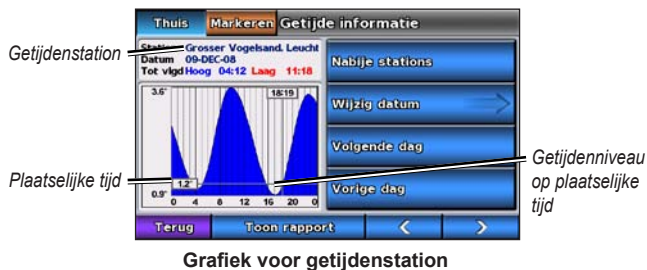 Thuis Markeren Getijde informatie
Getijdenstation
Station Grosser Vogelsand. Leucht
Datum 09-DEC-08
Tot vlgd Hoog 04:12 Laag 11:18
Nabije stations
Wijzig datum
Volgende dag
Vorige dag
3.6'
18:19
1.2'
0.9'
0 4 8 12 16 20 0
Plaatselijke tijd
Getijdenniveau
op plaatselijke
tijd
Terug Toon rapport < >
Grafiek voor getijdenstation